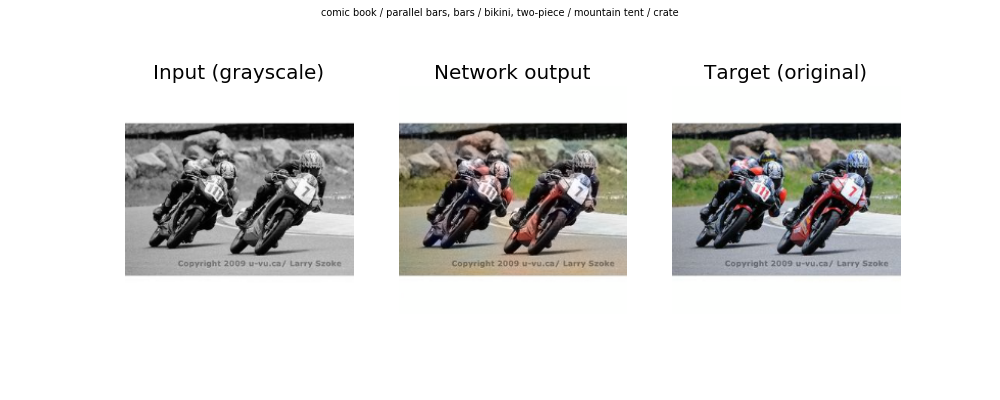 comic book / parallel bars, bars / bikini, two-piece / mountain tent / crate
Input (grayscale)
Network output
Target (original)
111
7
Copyright 2009 u-vu.ca/ Larry Szoke
111
7
Copyright 2009 u-vu.ca/ Larry Szoke
111
7
Copyright 2009 u-vu.ca/ Larry Szoke